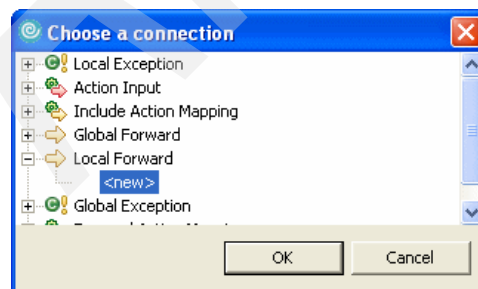 Choose a connection
Local Exception
Action Input
Include Action Mapping
Global Forward
Local Forward
<new>
Global Exception
OK Cancel